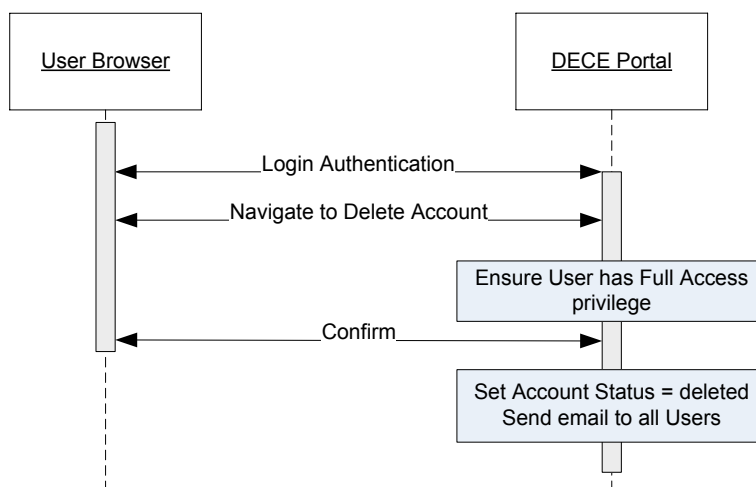 User Browser
DECE Portal
Login Authentication
Navigate to Delete Account
Ensure User has Full Access
privilege
Confirm
Set Account Status = deleted
Send email to all Users